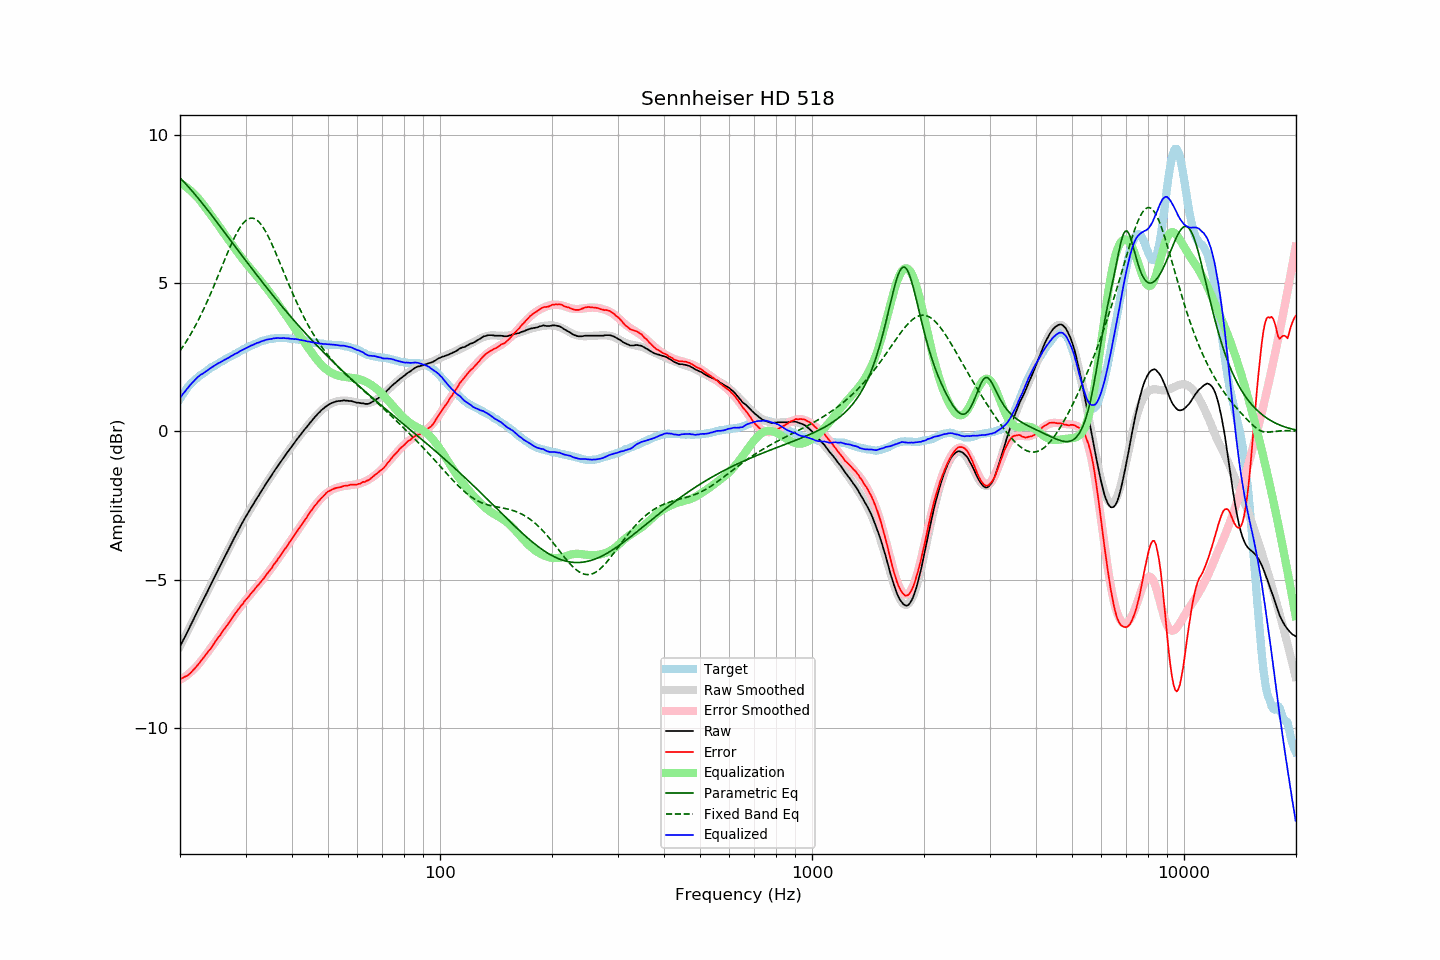 Sennheiser HD 518
10
5
0
−5
−10
Amplitude (dBr)
100
1000
10000
Frequency (Hz)
Target
Raw Smoothed
Error Smoothed
Raw
Error
Equalization
Parametric Eq
Fixed Band Eq
Equalized